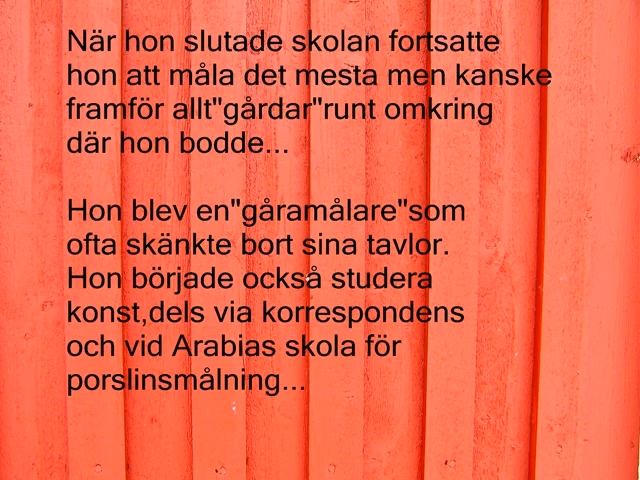 När hon slutade skolan fortsatte
hon att måla det mesta men kanske
framför allt"gårdar"runt omkring
där hon bodde...
Hon blev en"gåramålare"som
ofta skänkte bort sina tavlor.
Hon började också studera
konst,dels via korrespondens
och vid Arabias skola för
porslinsmålning...